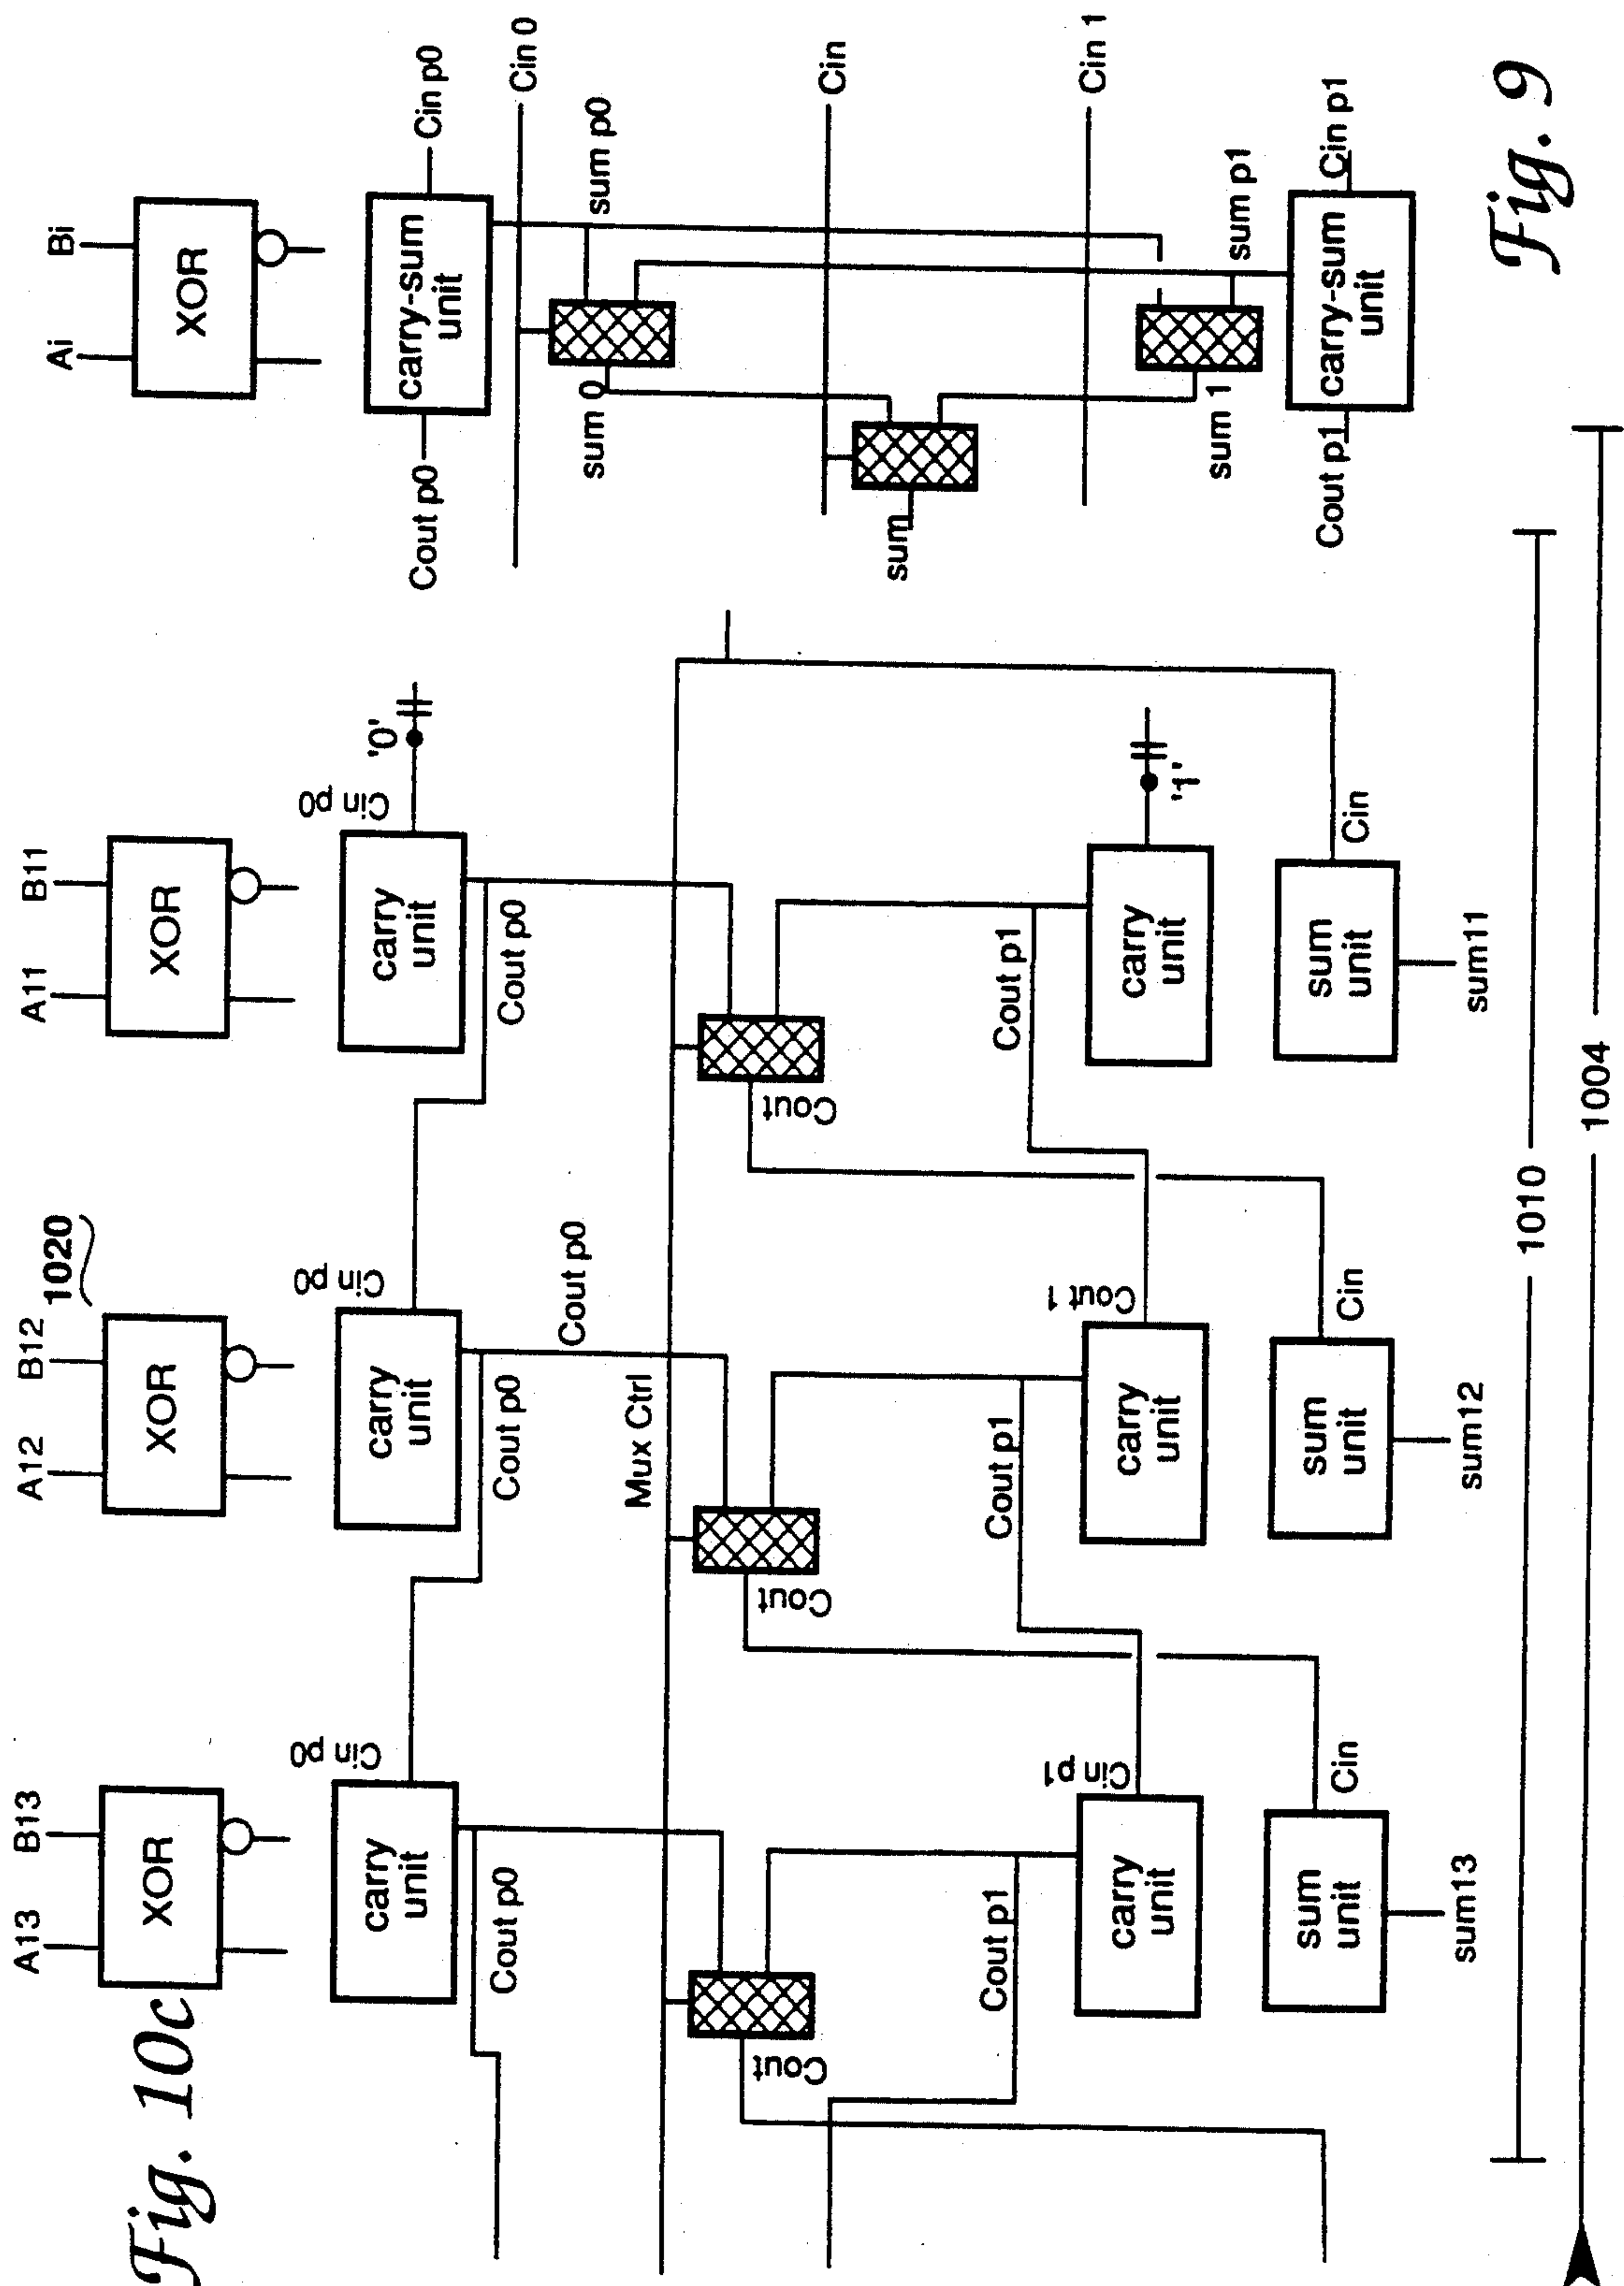 Fig. 10c
A13
B13
XOR
carry
unit
Cin p0
Cout p0
Cout
Cout p1
Cin p1
carry
unit
sum
unit
Cin
sum13
1020
A12
B12
XOR
carry
unit
Cin p0
Cout p0
Cout p0
Mux Ctrl
Cout
Cout p1
Cout 1
carry
unit
sum
unit
Cin
sum12
A11
B11
XOR
carry
unit
Cin p0
'0'
Cout p0
Cout
Cout p1
carry
unit
'1'
sum
unit
Cin
sum11
1010
1004
Fig. 9
Ai
Bi
XOR
Cout p0
carry-sum
unit
Cin p0
Cin 0
sum p0
sum 0
Cin
sum
Cin 1
sum p1
sum 1
Cout p1
carry-sum
unit
Cin p1